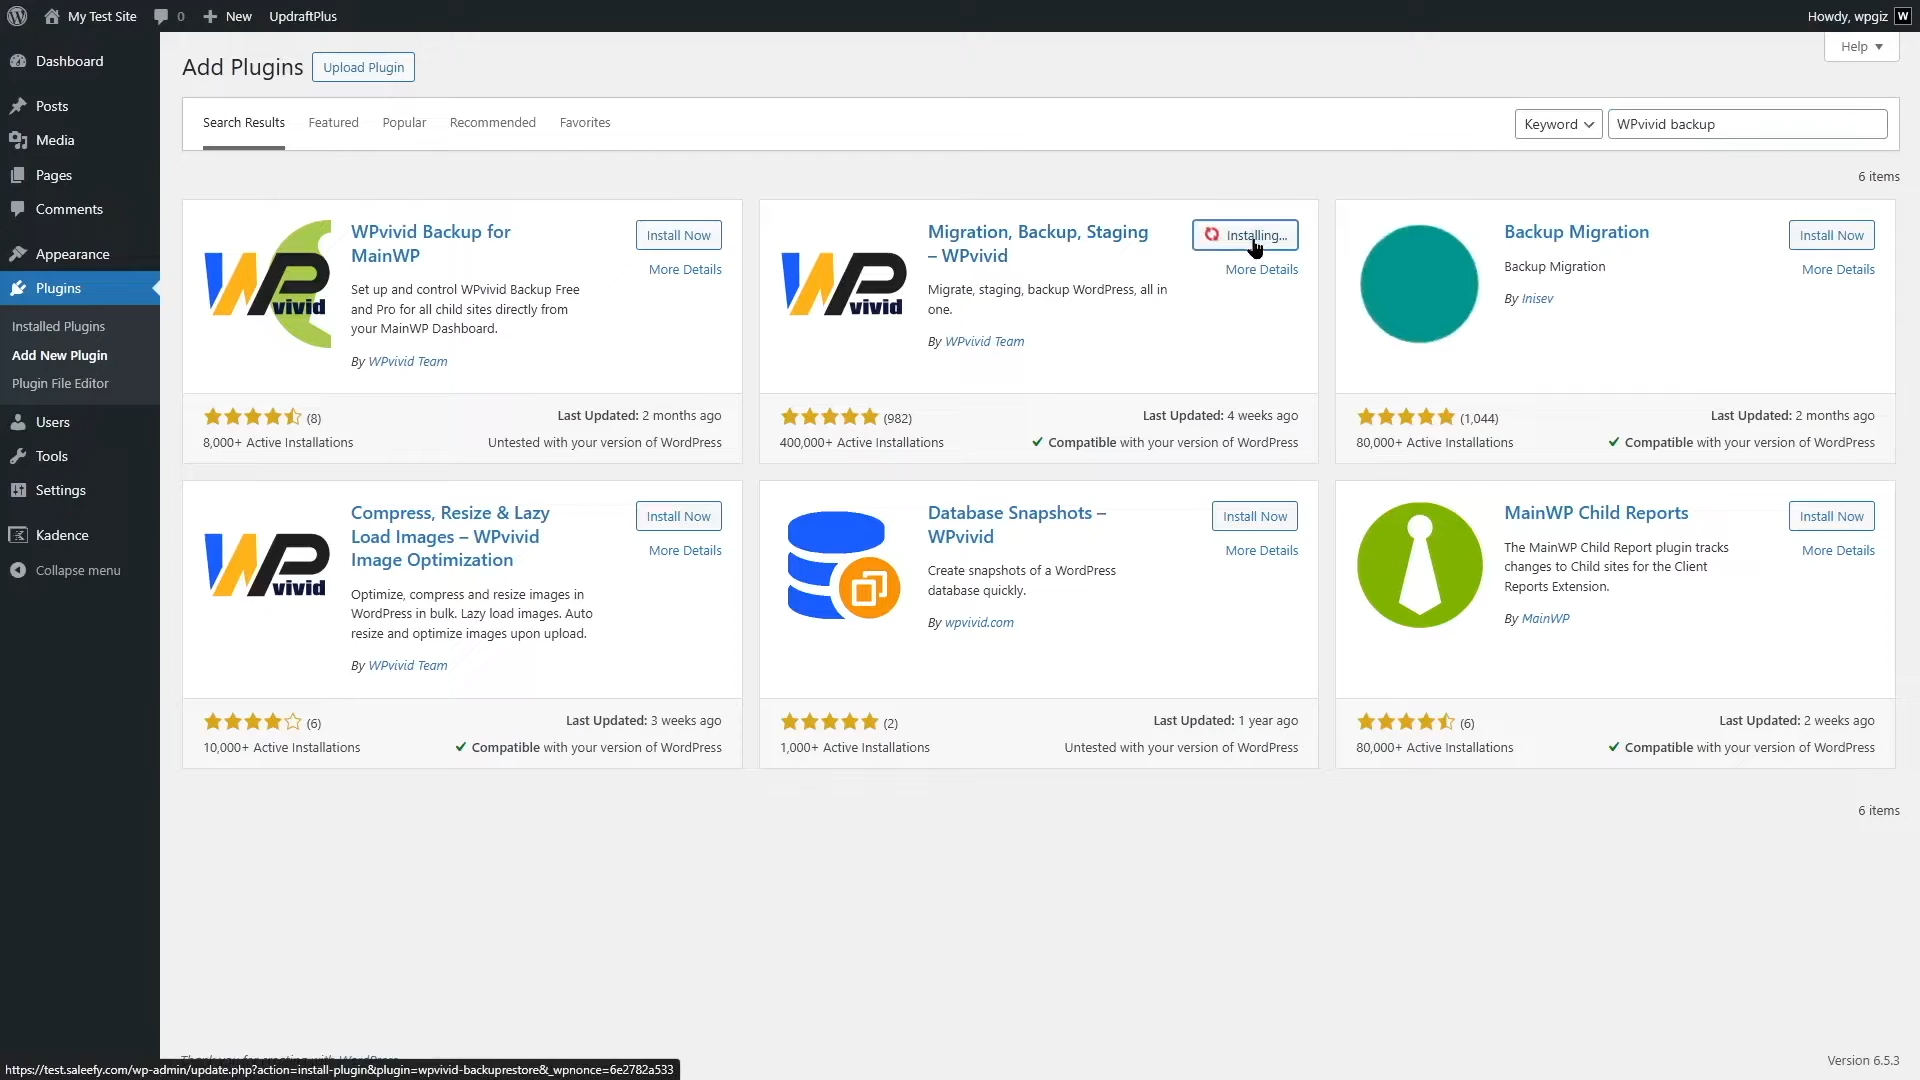 My Test Site
0
New
UpdraftPlus
Howdy, wpgiz
W
Help
Dashboard
Posts
Media
Pages
Comments
Appearance
Plugins
Installed Plugins
Add New Plugin
Plugin File Editor
Users
Tools
Settings
Kadence
Collapse menu
Add Plugins
Upload Plugin
Search Results
Featured
Popular
Recommended
Favorites
Keyword
WPvivid backup
6 items
WP
vivid
WPvivid Backup for
MainWP
Install Now
More Details
Set up and control WPvivid Backup Free
and Pro for all child sites directly from
your MainWP Dashboard.
By WPvivid Team
(8)
Last Updated: 2 months ago
8,000+ Active Installations
Untested with your version of WordPress
WP
vivid
Migration, Backup, Staging
– WPvivid
Installing...
More Details
Migrate, staging, backup WordPress, all in
one.
By WPvivid Team
(982)
Last Updated: 4 weeks ago
400,000+ Active Installations
Compatible with your version of WordPress
Backup Migration
Install Now
More Details
Backup Migration
By Inisev
(1,044)
Last Updated: 2 months ago
80,000+ Active Installations
Compatible with your version of WordPress
WP
vivid
Compress, Resize & Lazy
Load Images – WPvivid
Image Optimization
Install Now
More Details
Optimize, compress and resize images in
WordPress in bulk. Lazy load images. Auto
resize and optimize images upon upload.
By WPvivid Team
(6)
Last Updated: 3 weeks ago
10,000+ Active Installations
Compatible with your version of WordPress
Database Snapshots –
WPvivid
Install Now
More Details
Create snapshots of a WordPress
database quickly.
By wpvivid.com
(2)
Last Updated: 1 year ago
1,000+ Active Installations
Untested with your version of WordPress
MainWP Child Reports
Install Now
More Details
The MainWP Child Report plugin tracks
changes to Child sites for the Client
Reports Extension.
By MainWP
(6)
Last Updated: 2 weeks ago
80,000+ Active Installations
Compatible with your version of WordPress
6 items
Thank you for creating with WordPress.
Version 6.5.3
https://test.saleefy.com/wp-admin/update.php?action=install-plugin&plugin=wpvivid-backuprestore&_wpnonce=6e2782a533